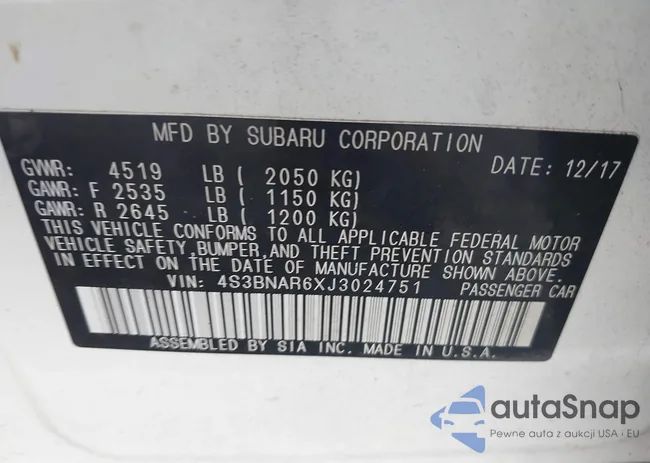 MFD BY SUBARU CORPORATION
GVWR: 4519 LB ( 2050 KG) DATE: 12/17
GAWR: F 2535 LB ( 1150 KG)
GAWR: R 2645 LB ( 1200 KG)
THIS VEHICLE CONFORMS TO ALL APPLICABLE FEDERAL MOTOR
VEHICLE SAFETY,BUMPER,AND THEFT PREVENTION STANDARDS
IN EFFECT ON THE DATE OF MANUFACTURE SHOWN ABOVE.
VIN: 4S3BNAR6XJ3024751 PASSENGER CAR
ASSEMBLED BY SIA INC. MADE IN U.S.A.
autaSnap
Pewne auta z aukcji USA · EU